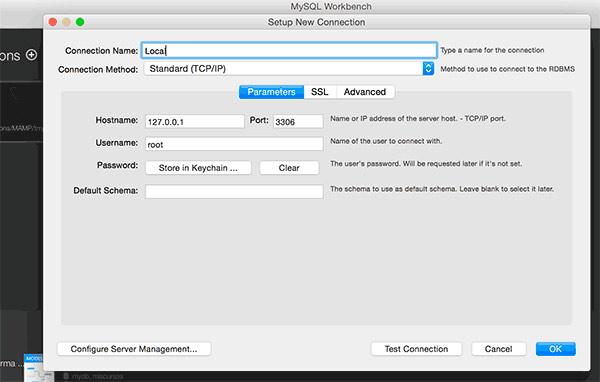 MySQL Workbench
Setup New Connection
ons
Connection Name: Local Type a name for the connection
Connection Method: Standard (TCP/IP) Method to use to connect to the RDBMS
Parameters SSL Advanced
Hostname: 127.0.0.1 Port: 3306 Name or IP address of the server host. - TCP/IP port.
ons/MAMP/tmp
Username: root Name of the user to connect with.
Password: Store in Keychain ... Clear The user's password. Will be requested later if it's not set.
Default Schema: The schema to use as default schema. Leave blank to select it later.
Configure Server Management... Test Connection Cancel OK
rma ... MODEL
mydb, miscursos